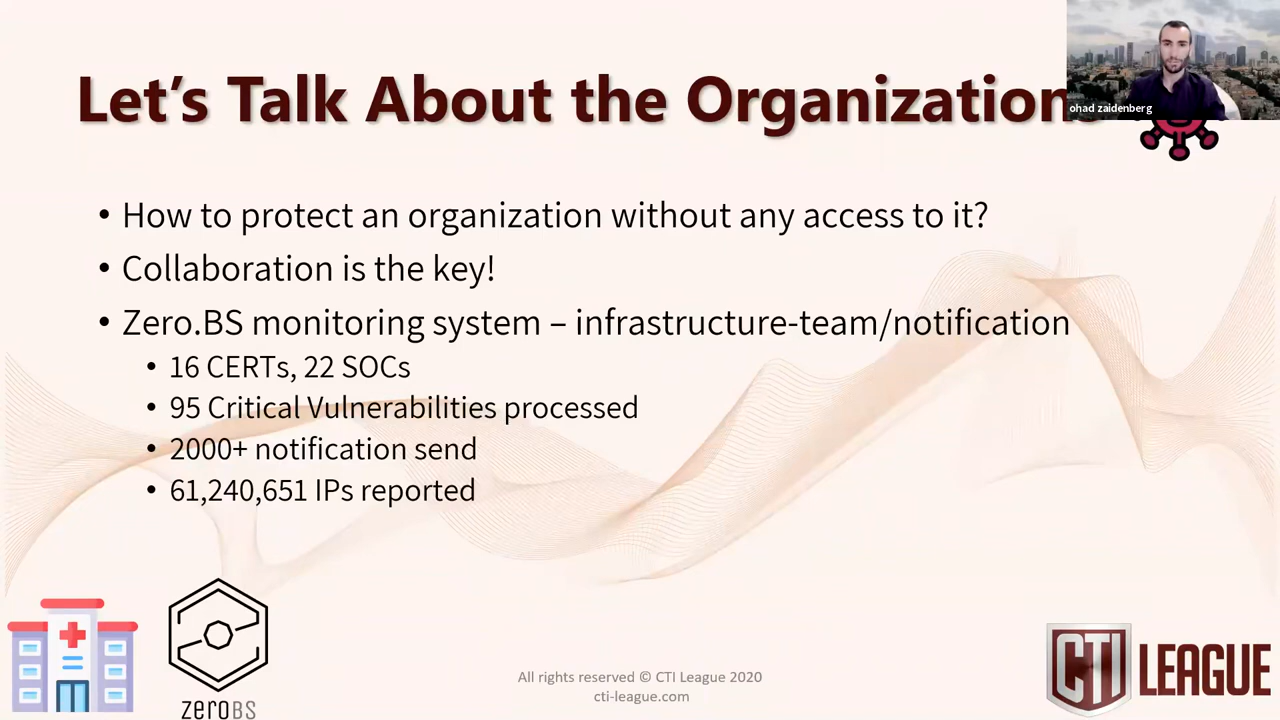 Let's Talk About the Organizations
ohad zaidenberg
• How to protect an organization without any access to it?
• Collaboration is the key!
• Zero.BS monitoring system – infrastructure-team/notification
• 16 CERTs, 22 SOCs
• 95 Critical Vulnerabilities processed
• 2000+ notification send
• 61,240,651 IPs reported
zeroBS
All rights reserved © CTI League 2020
cti-league.com
CTI LEAGUE